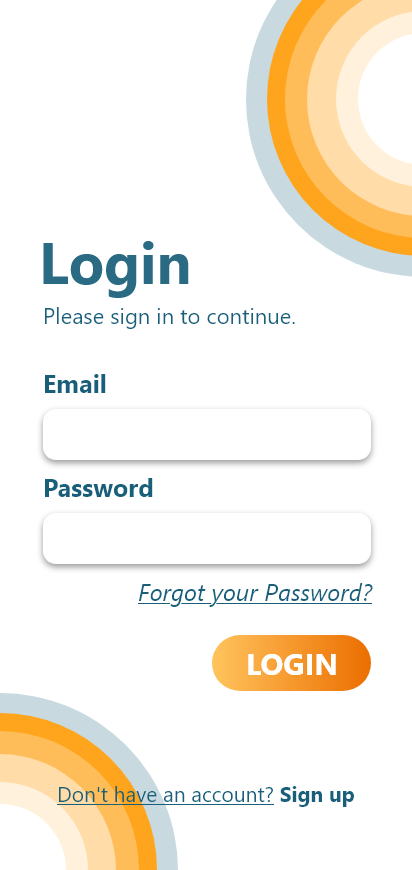 Login
Please sign in to continue.
Email
Password
Forgot your Password?
LOGIN
Don't have an account? Sign up